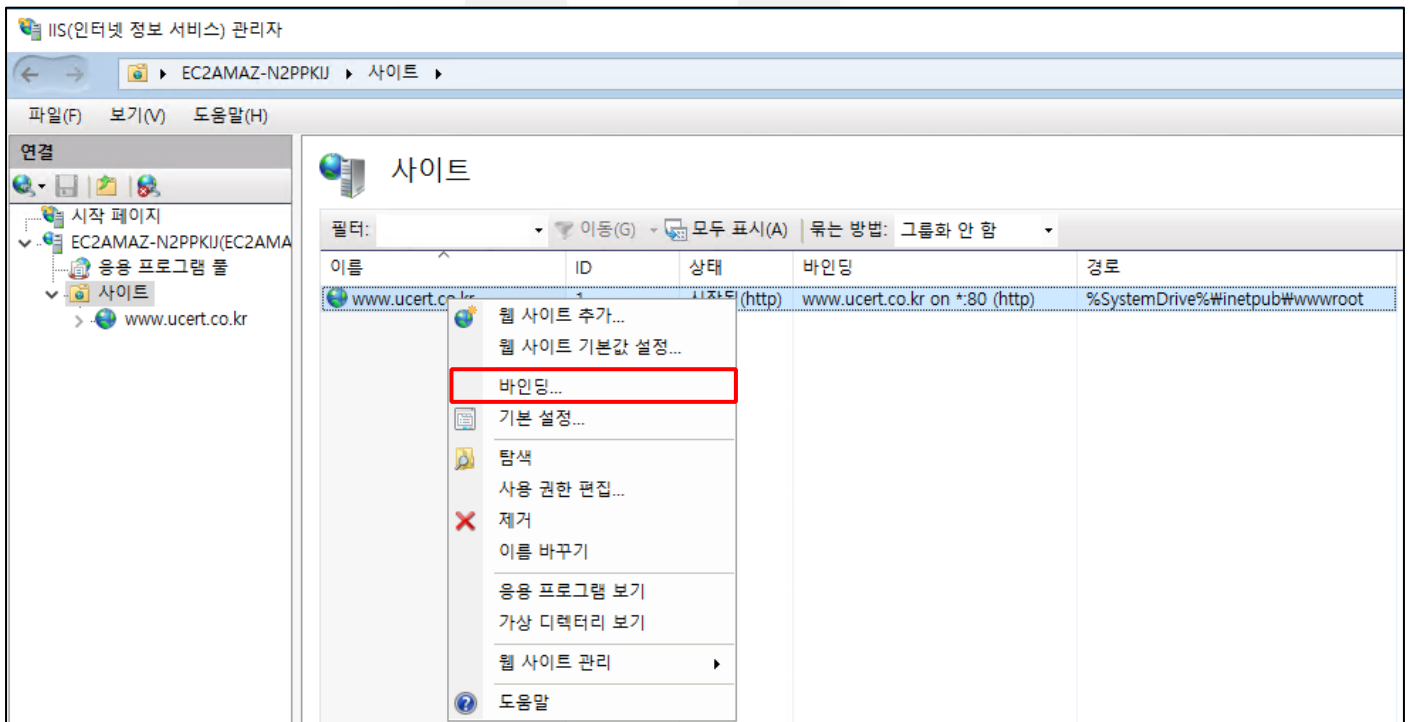 IIS(인터넷 정보 서비스) 관리자
EC2AMAZ-N2PPKIJ 사이트
파일(F) 보기(V) 도움말(H)
연결
시작 페이지
EC2AMAZ-N2PPKIJ(EC2AMA
응용 프로그램 풀
사이트
www.ucert.co.kr
사이트
필터: 이동(G) 모두 표시(A) 묶는 방법: 그룹화 안 함
이름 ID 상태 바인딩 경로
www.ucert.co.kr 1 시작됨 (http) www.ucert.co.kr on *:80 (http) %SystemDrive%₩inetpub₩wwwroot
웹 사이트 추가...
웹 사이트 기본값 설정...
바인딩...
기본 설정...
탐색
사용 권한 편집...
제거
이름 바꾸기
응용 프로그램 보기
가상 디렉터리 보기
웹 사이트 관리
도움말